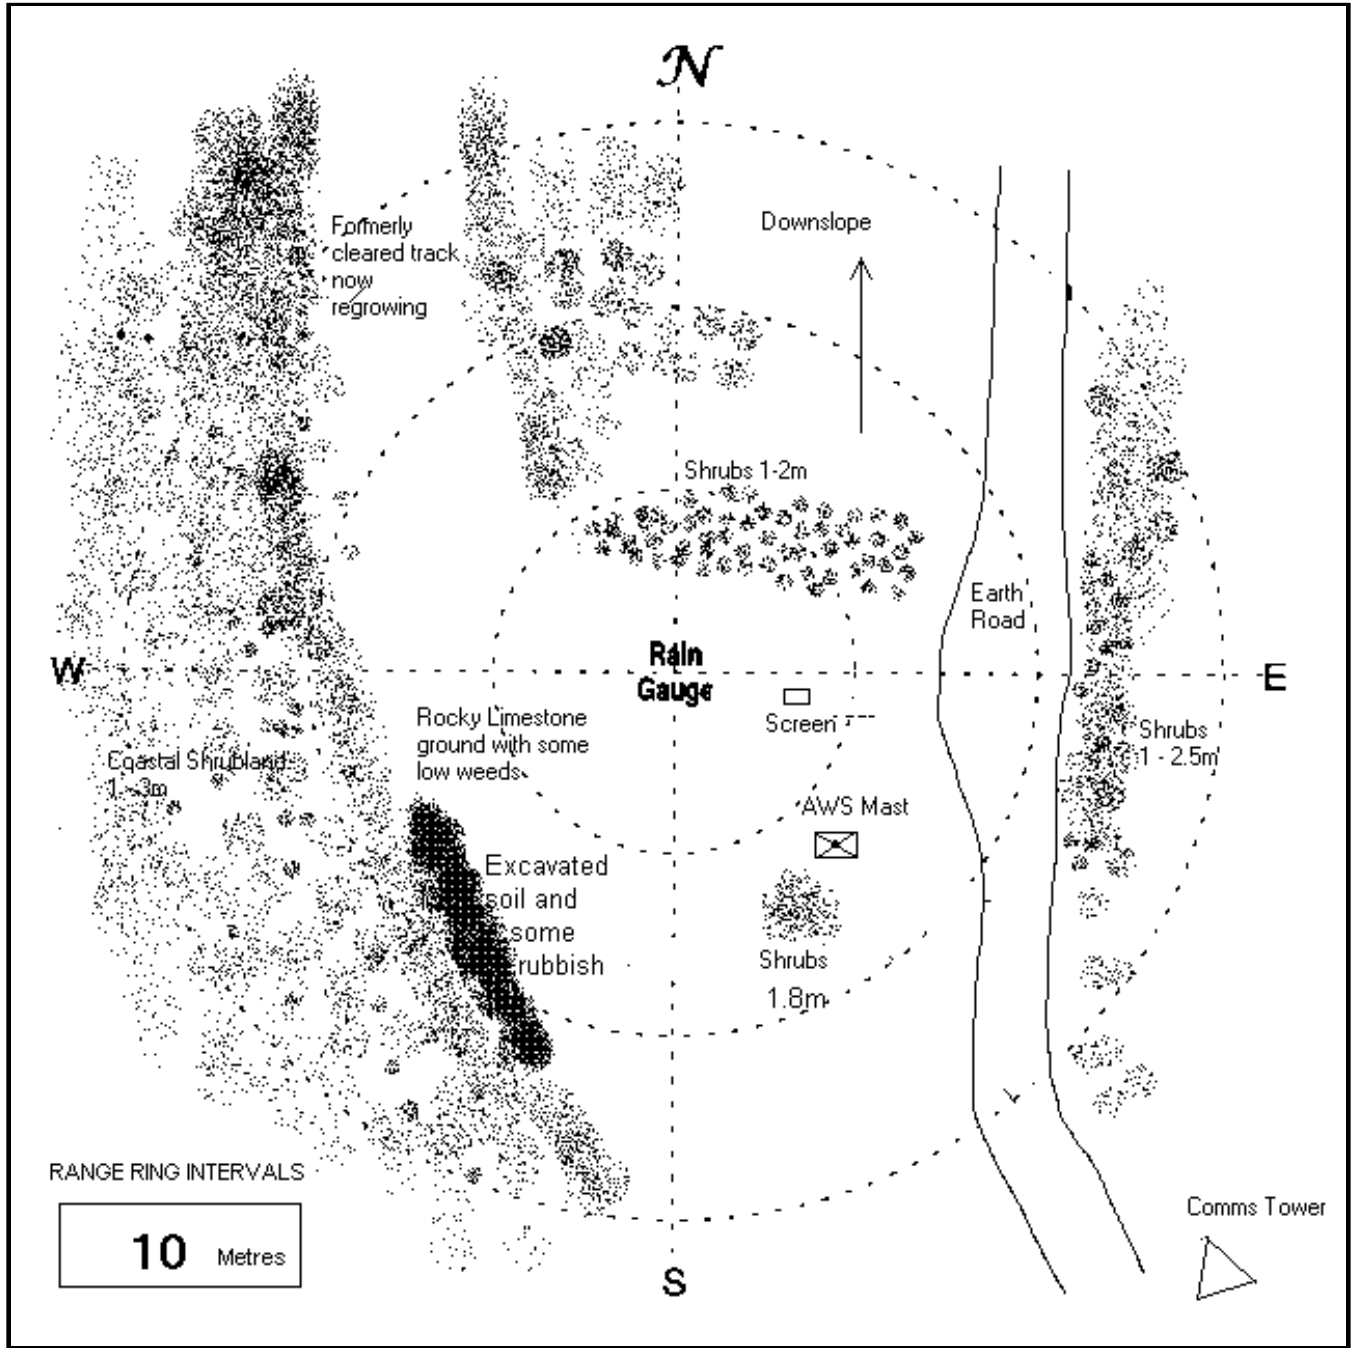 N
Formerly
cleared track
now
regrowing
Downslope
Shrubs 1-2m
Earth
Road
W
Rain
Gauge
E
Screen
Rocky Limestone
ground with some
low weeds
Shrubs
1 - 2.5m
Coastal Shrubland
1 - 3m
AWS Mast
Excavated
soil and
some
rubbish
Shrubs
1.8m
RANGE RING INTERVALS
10 Metres
S
Comms Tower